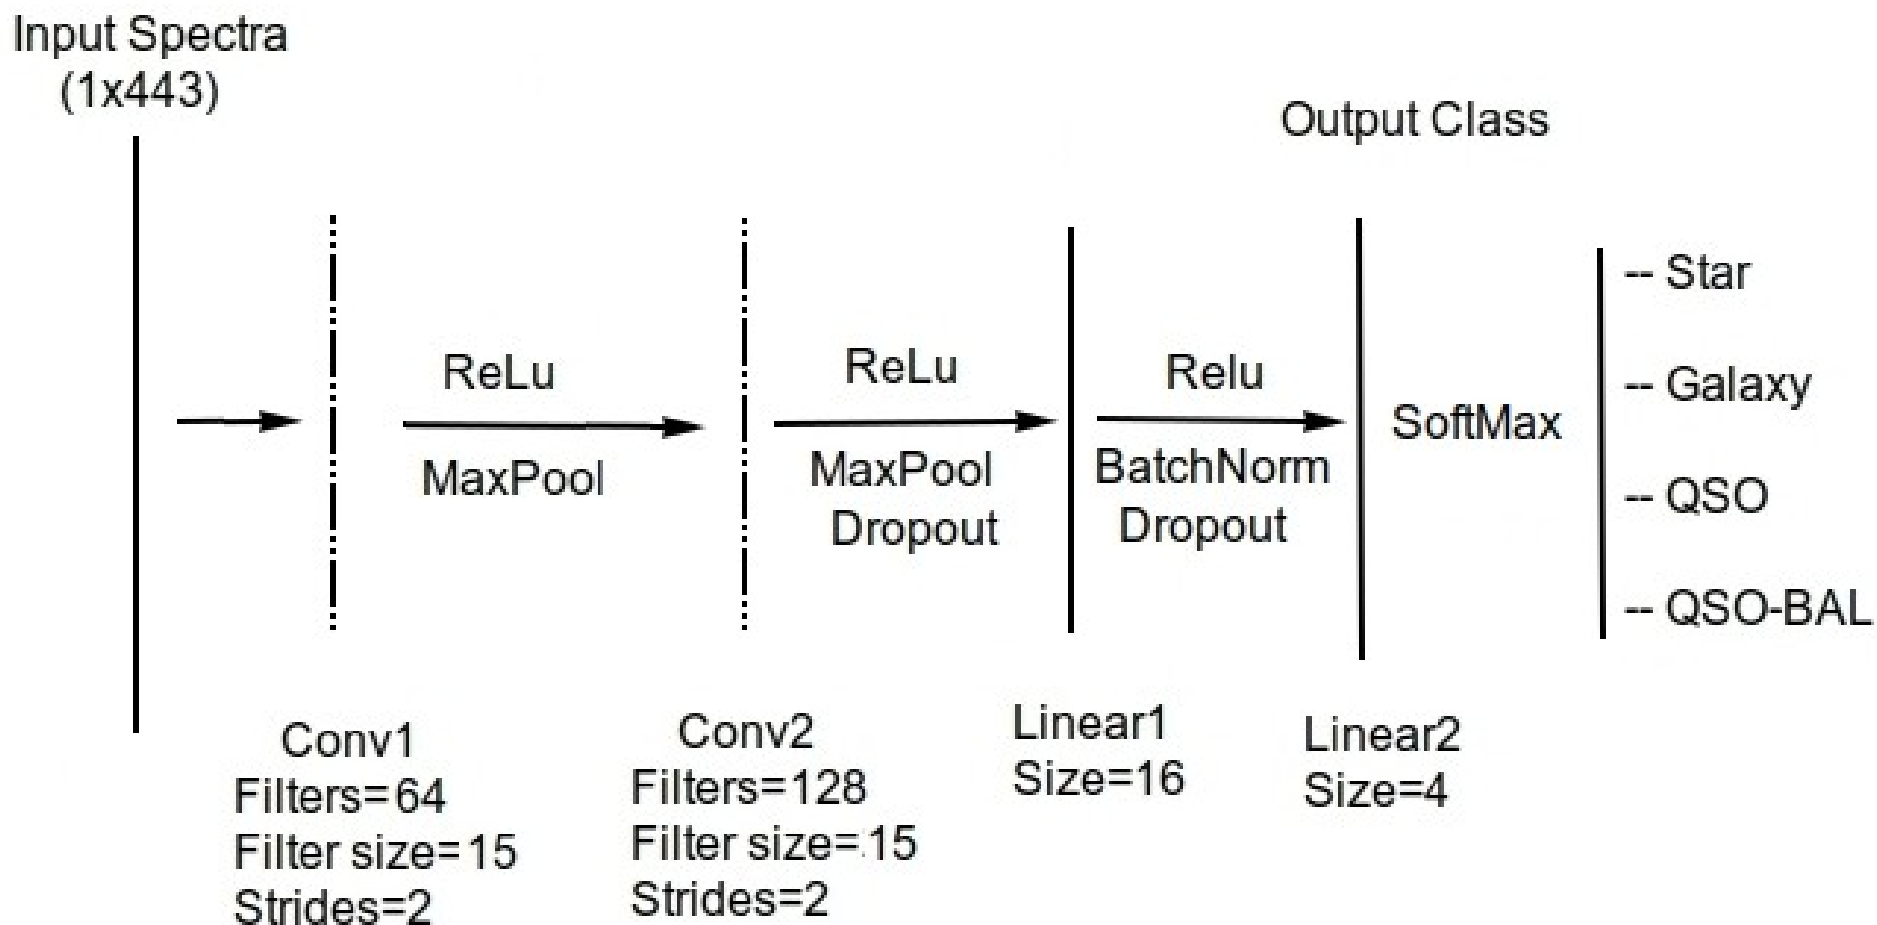 Input Spectra
(1x443)
Output Class
ReLu
MaxPool
ReLu
MaxPool
Dropout
Relu
BatchNorm
Dropout
SoftMax
-- Star
-- Galaxy
-- QSO
-- QSO-BAL
Conv1
Filters=64
Filter size=15
Strides=2
Conv2
Filters=128
Filter size=15
Strides=2
Linear1
Size=16
Linear2
Size=4